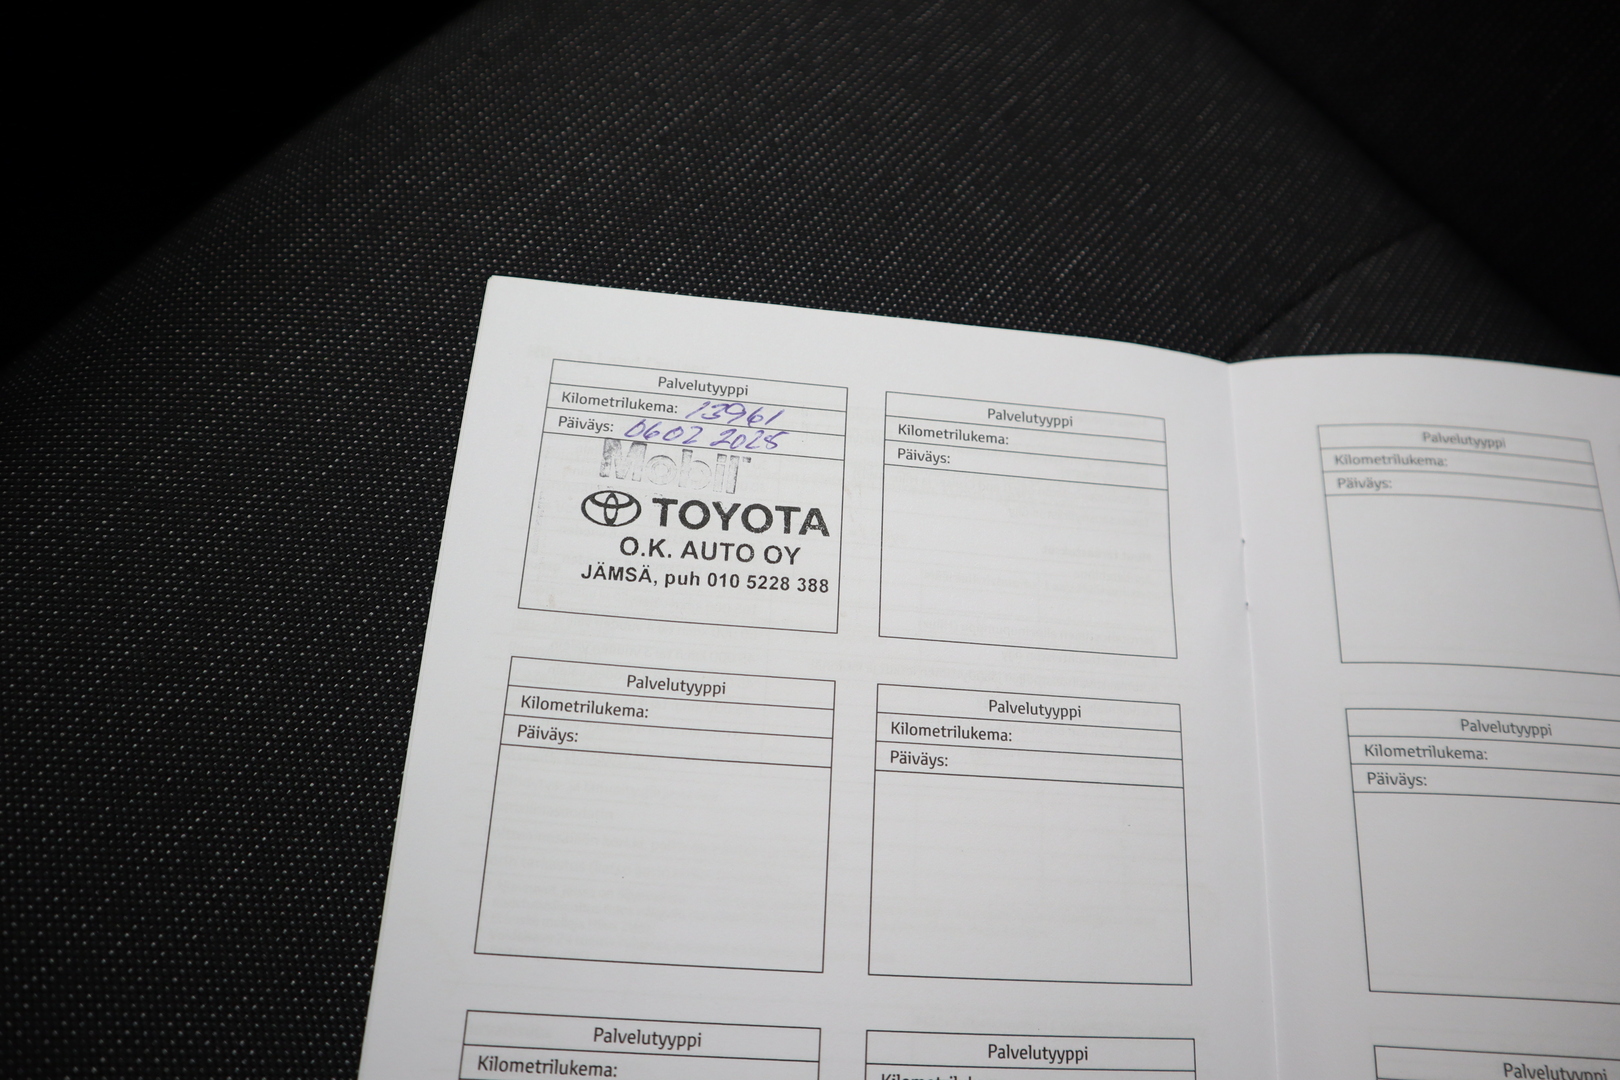 Palvelutyyppi
Kilometrilukema: 13961
Päiväys: 06 02 2025
Mobil
TOYOTA
O.K. AUTO OY
JÄMSÄ, puh 010 5228 388
Palvelutyyppi
Kilometrilukema:
Päiväys:
Palvelutyyppi
Kilometrilukema:
Päiväys:
Palvelutyyppi
Kilometrilukema:
Päiväys:
Palvelutyyppi
Kilometrilukema:
Palvelutyyppi
Palvelutyyppi
Kilometrilukema:
Päiväys:
Palvelutyyppi
Kilometrilukema:
Päiväys:
Palvelutyyppi